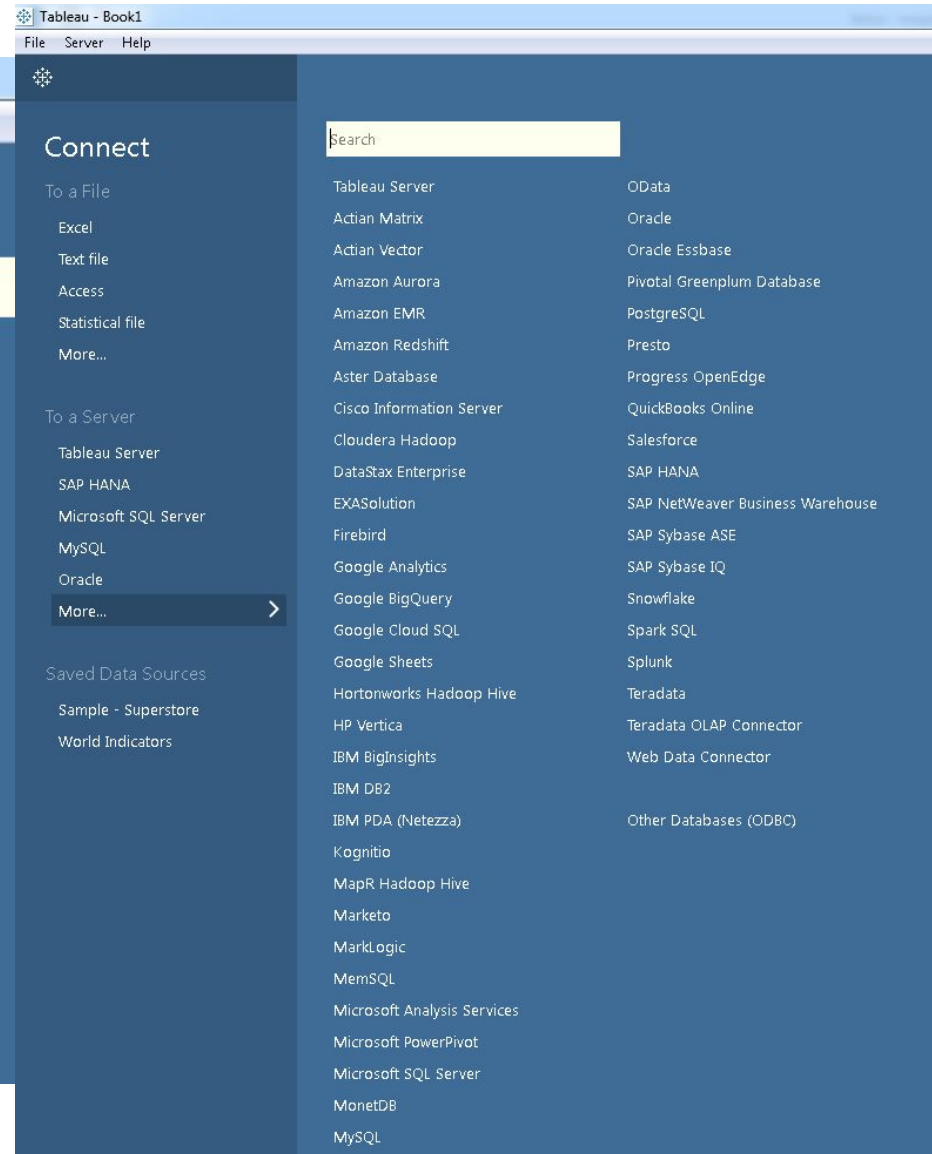 Tableau - Book1
File Server Help
Connect
To a File
Excel
Text file
Access
Statistical file
More...
To a Server
Tableau Server
SAP HANA
Microsoft SQL Server
MySQL
Oracle
More...
Saved Data Sources
Sample - Superstore
World Indicators
Search
Tableau Server
Actian Matrix
Actian Vector
Amazon Aurora
Amazon EMR
Amazon Redshift
Aster Database
Cisco Information Server
Cloudera Hadoop
DataStax Enterprise
EXASolution
Firebird
Google Analytics
Google BigQuery
Google Cloud SQL
Google Sheets
Hortonworks Hadoop Hive
HP Vertica
IBM BigInsights
IBM DB2
IBM PDA (Netezza)
Kognitio
MapR Hadoop Hive
Marketo
MarkLogic
MemSQL
Microsoft Analysis Services
Microsoft PowerPivot
Microsoft SQL Server
MonetDB
MySQL
OData
Oracle
Oracle Essbase
Pivotal Greenplum Database
PostgreSQL
Presto
Progress OpenEdge
QuickBooks Online
Salesforce
SAP HANA
SAP NetWeaver Business Warehouse
SAP Sybase ASE
SAP Sybase IQ
Snowflake
Spark SQL
Splunk
Teradata
Teradata OLAP Connector
Web Data Connector
Other Databases (ODBC)